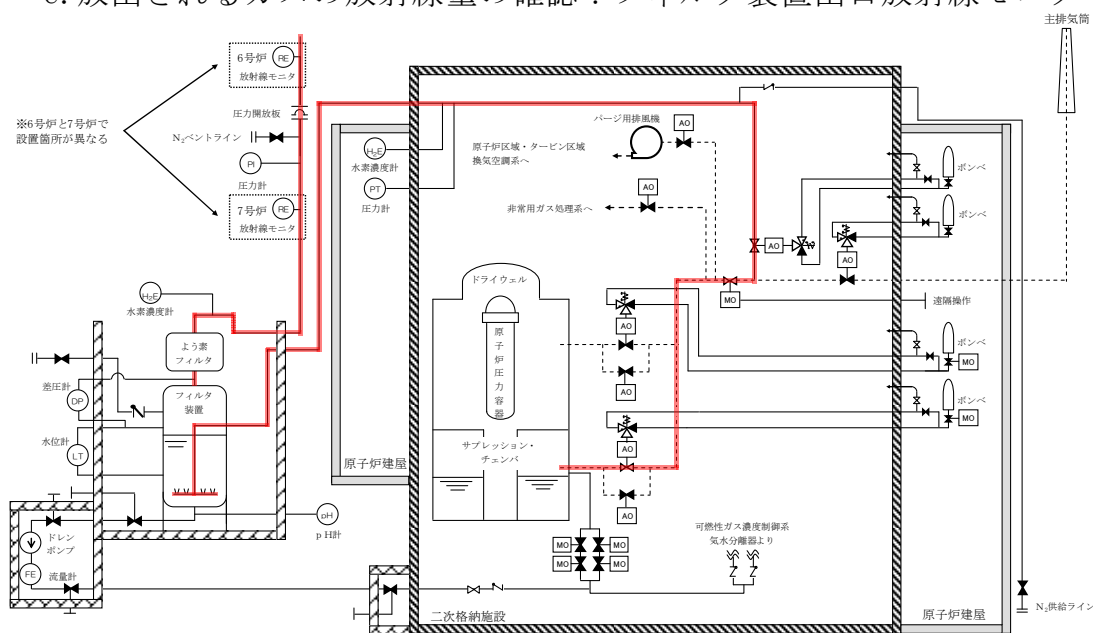 主排気筒
6号炉 RE
放射線モニタ
※6号炉と7号炉で
設置箇所が異なる
圧力開放板
N₂ベントライン
PI
圧力計
7号炉 RE
放射線モニタ
H₂E
水素濃度計
PT
圧力計
パージ用排風機
AO
原子炉区域・タービン区域
換気空調系へ
AO
非常用ガス処理系へ
AO
AO
MO
遠隔操作
ボンベ
ボンベ
ボンベ
MO
ボンベ
MO
H₂E
水素濃度計
よう素
フィルタ
フィルタ
装置
差圧計
DP
水位計
LT
ドライウェル
原子炉圧力容器
サプレッション・
チェンバ
AO
AO
AO
AO
原子炉建屋
pH
pH計
ドレン
ポンプ
FE
流量計
MO
MO
MO
MO
可燃性ガス濃度制御系
気水分離器より
二次格納施設
原子炉建屋
N₂供給ライン